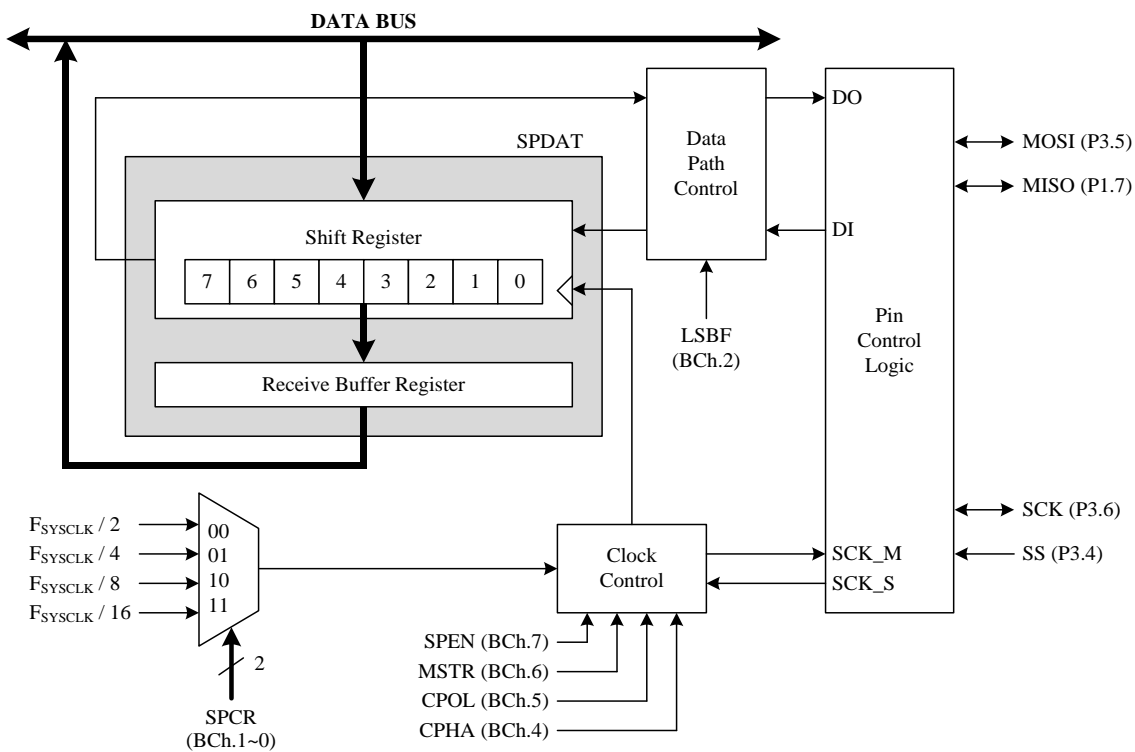 DATA BUS
SPDAT
Shift Register
7 6 5 4 3 2 1 0
Receive Buffer Register
Data
Path
Control
LSBF
(BCh.2)
DO
DI
Pin
Control
Logic
SCK_M
SCK_S
MOSI (P3.5)
MISO (P1.7)
SCK (P3.6)
SS (P3.4)
FSYSCLK / 2
FSYSCLK / 4
FSYSCLK / 8
FSYSCLK / 16
00
01
10
11
2
SPCR
(BCh.1~0)
Clock
Control
SPEN (BCh.7)
MSTR (BCh.6)
CPOL (BCh.5)
CPHA (BCh.4)